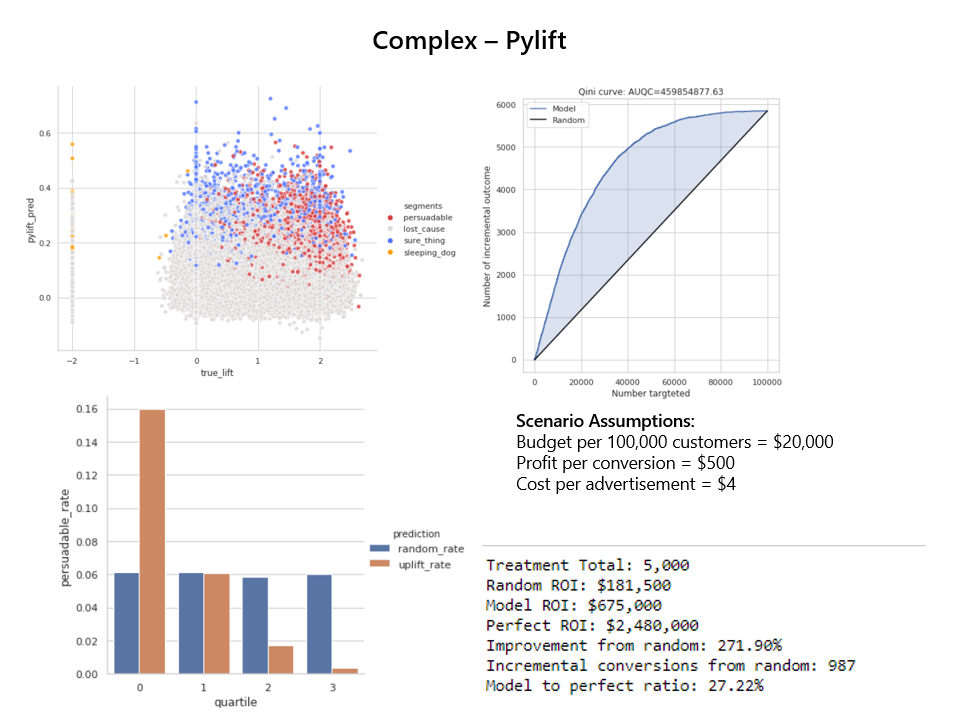 Complex – Pylift
pylift_pred
0.6
0.4
0.2
0.0
−2
−1
0
1
2
true_lift
segments
persuadable
lost_cause
sure_thing
sleeping_dog
Qini curve: AUQC=459854877.63
Model
Random
Number of incremental outcome
6000
5000
4000
3000
2000
1000
0
0
20000
40000
60000
80000
100000
Number targteted
persuadable_rate
0.16
0.14
0.12
0.10
0.08
0.06
0.04
0.02
0.00
0
1
2
3
quartile
prediction
random_rate
uplift_rate
Scenario Assumptions:
Budget per 100,000 customers = $20,000
Profit per conversion = $500
Cost per advertisement = $4
Treatment Total: 5,000
Random ROI: $181,500
Model ROI: $675,000
Perfect ROI: $2,480,000
Improvement from random: 271.90%
Incremental conversions from random: 987
Model to perfect ratio: 27.22%